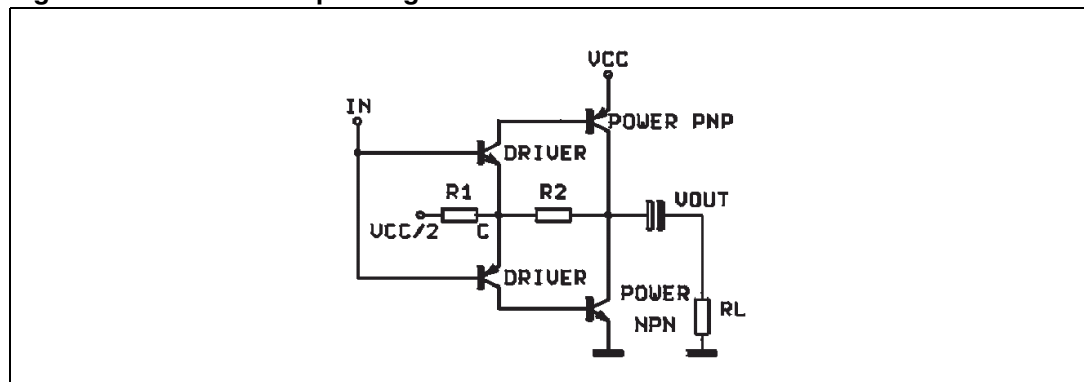 VCC
IN
POWER PNP
DRIVER
R1
R2
VOUT
VCC/2
C
DRIVER
POWER
NPN
RL